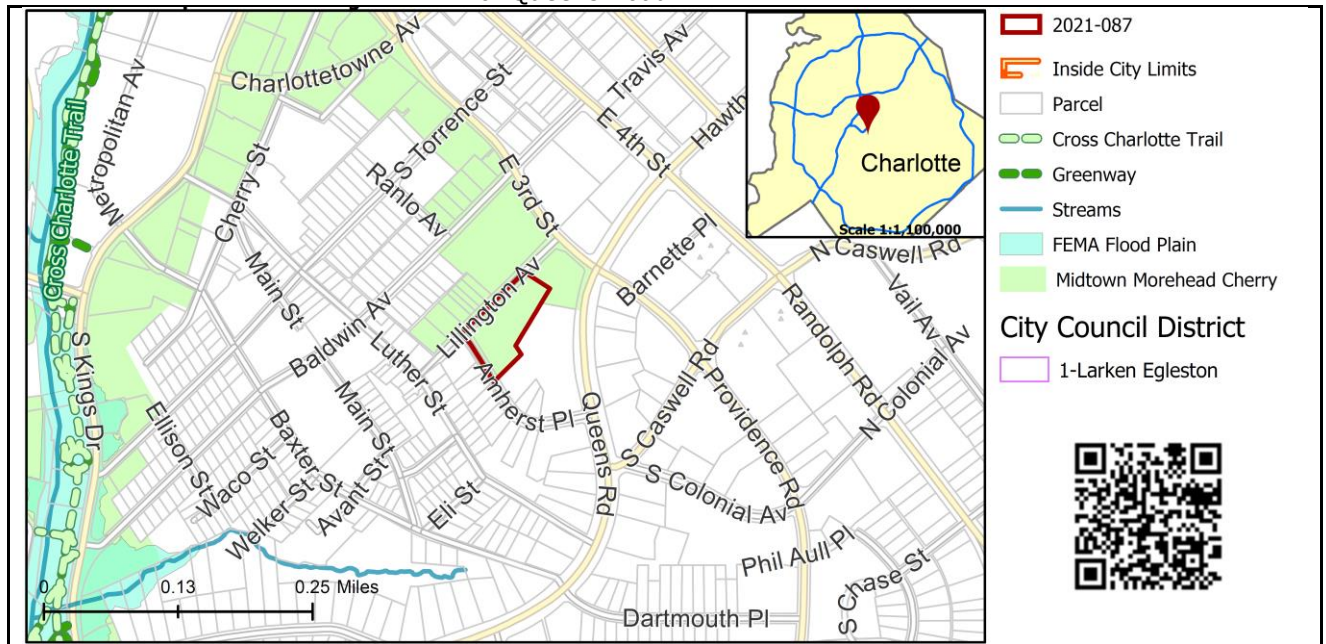 Charlottetowne Av
Travis Av
E 4th St
Hawth
Metropolitan Av
Cross Charlotte Trail
S Torrence St
Cherry St
Ranlo Av
E 3rd St
Charlotte
Scale 1:1,100,000
Barnette Pl
N Caswell Rd
Main St
Baldwin Av
Lillington Av
Luther St
Randolph Rd
Vail Av
N Colonial Av
S Kings Dr
Amherst Pl
Queens Rd
S Caswell Rd
Providence Rd
Ellison St
Main St
Baxter St
Waco St
Welker St
Avant St
Eli St
S
S Colonial Av
Phil Aull Pl
S Chase St
Dartmouth Pl
0
0.13
0.25 Miles
2021-087
Inside City Limits
Parcel
Cross Charlotte Trail
Greenway
Streams
FEMA Flood Plain
Midtown Morehead Cherry
City Council District
1-Larken Egleston